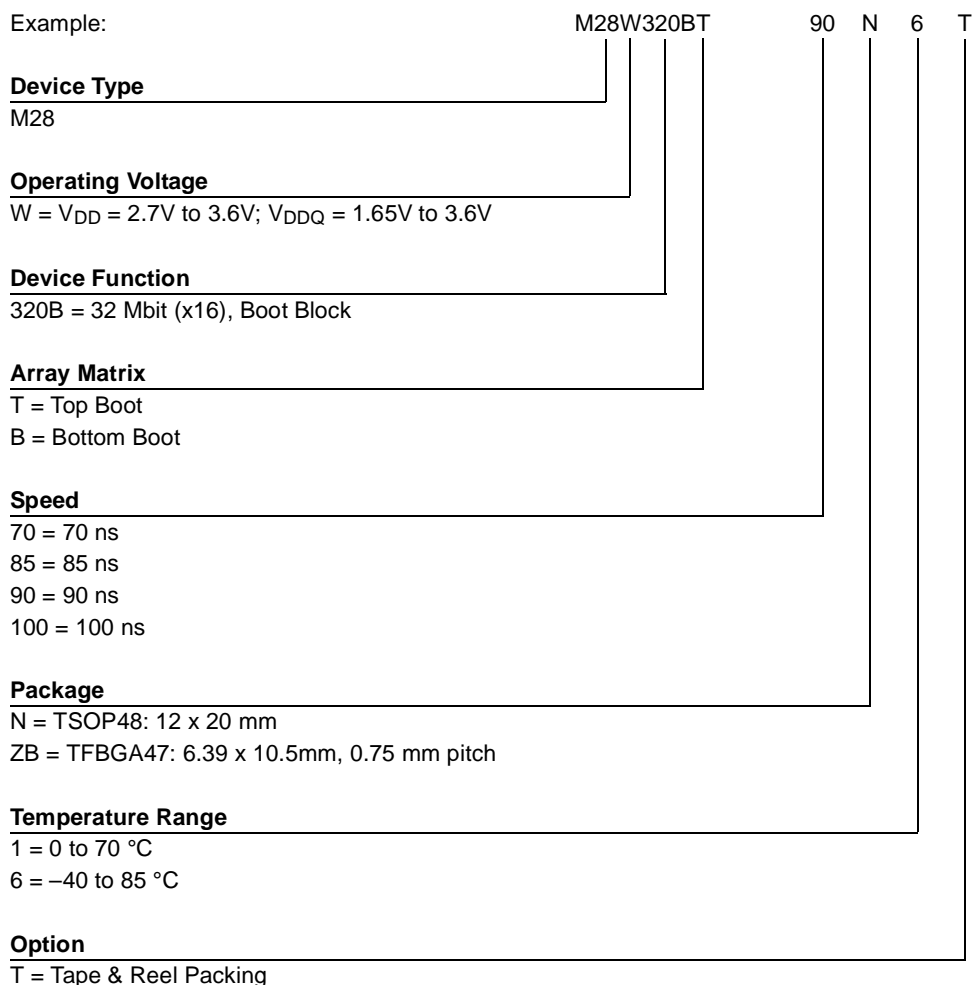 Example: M28W320BT 90 N 6 T
Device Type
M28
Operating Voltage
W = VDD = 2.7V to 3.6V; VDDQ = 1.65V to 3.6V
Device Function
320B = 32 Mbit (x16), Boot Block
Array Matrix
T = Top Boot
B = Bottom Boot
Speed
70 = 70 ns
85 = 85 ns
90 = 90 ns
100 = 100 ns
Package
N = TSOP48: 12 x 20 mm
ZB = TFBGA47: 6.39 x 10.5mm, 0.75 mm pitch
Temperature Range
1 = 0 to 70 °C
6 = –40 to 85 °C
Option
T = Tape & Reel Packing